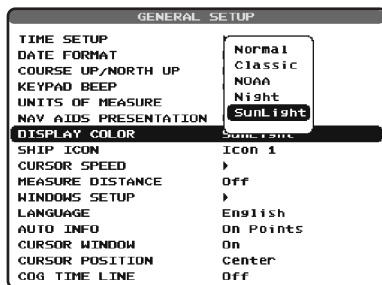 GENERAL SETUP
TIME SETUP
DATE FORMAT
COURSE UP/NORTH UP
KEYPAD BEEP
UNITS OF MEASURE
NAV AIDS PRESENTATION
DISPLAY COLOR SunLight
SHIP ICON Icon 1
CURSOR SPEED
MEASURE DISTANCE Off
WINDOWS SETUP
LANGUAGE English
AUTO INFO On Points
CURSOR WINDOW On
CURSOR POSITION Center
COG TIME LINE Off
Normal
Classic
NOAA
Night
SunLight